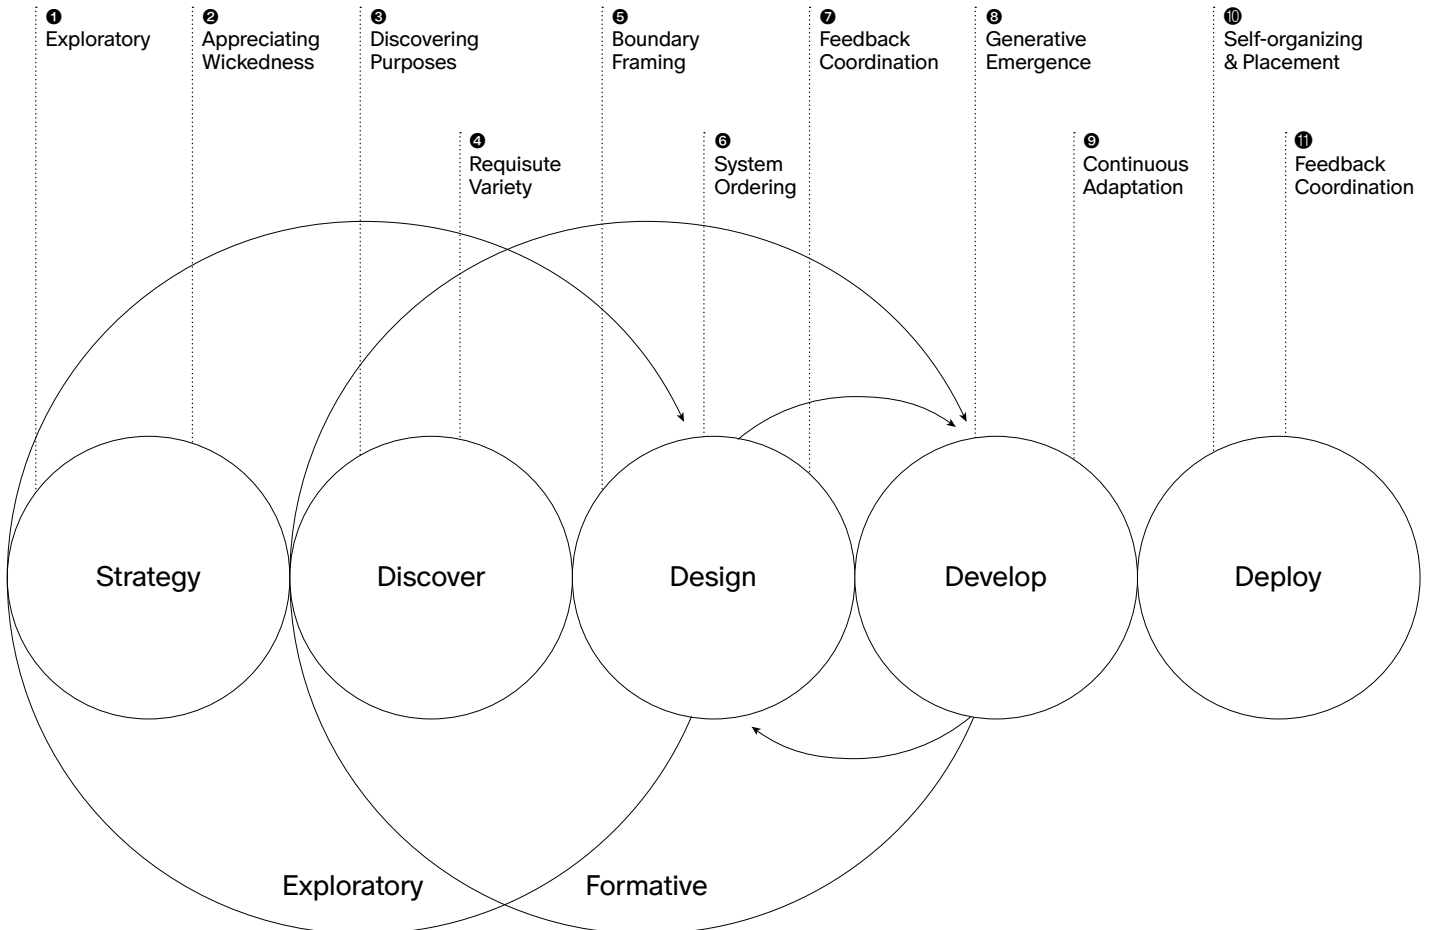 ❶
Exploratory
❷
Appreciating
Wickedness
❸
Discovering
Purposes
❹
Requisute
Variety
❺
Boundary
Framing
❻
System
Ordering
❼
Feedback
Coordination
❽
Generative
Emergence
❾
Continuous
Adaptation
❿
Self-organizing
& Placement
⓫
Feedback
Coordination
Strategy
Discover
Design
Develop
Deploy
Exploratory
Formative